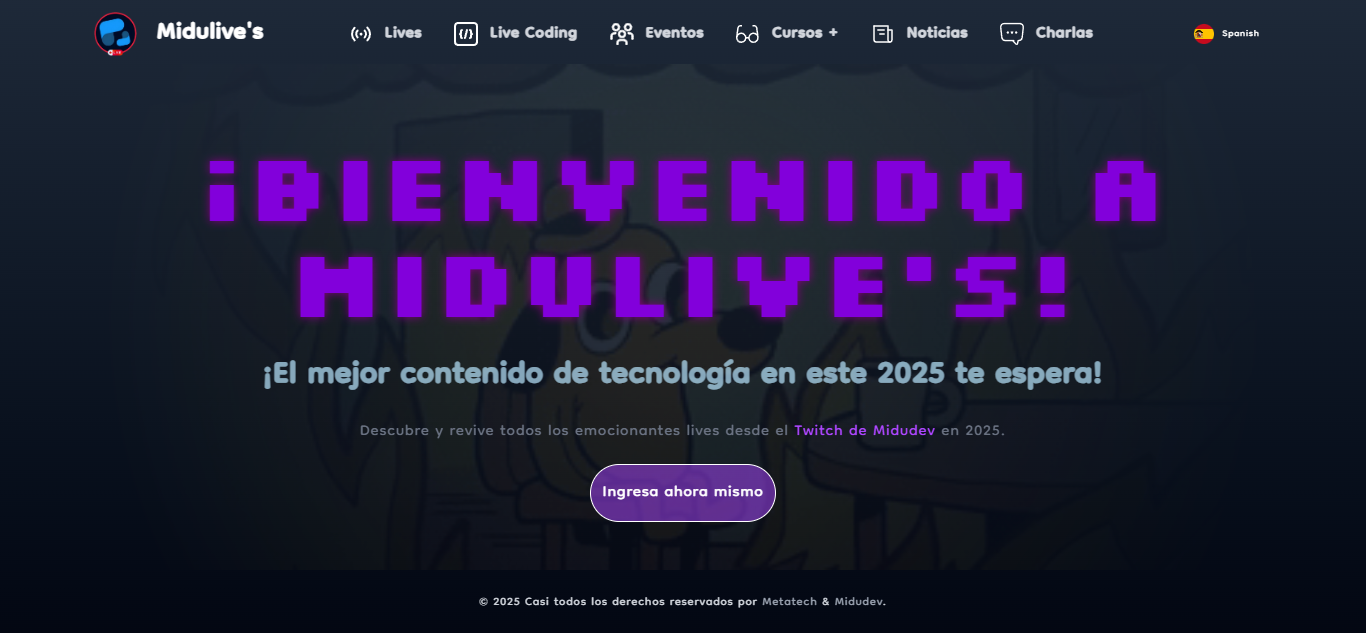 Midulive's
Lives
Live Coding
Eventos
Cursos +
Noticias
Charlas
Spanish
¡BIENVENIDO A
MIDULIVE'S!
¡El mejor contenido de tecnología en este 2025 te espera!
Descubre y revive todos los emocionantes lives desde el Twitch de Midudev en 2025.
Ingresa ahora mismo
© 2025 Casi todos los derechos reservados por Metatech & Midudev.